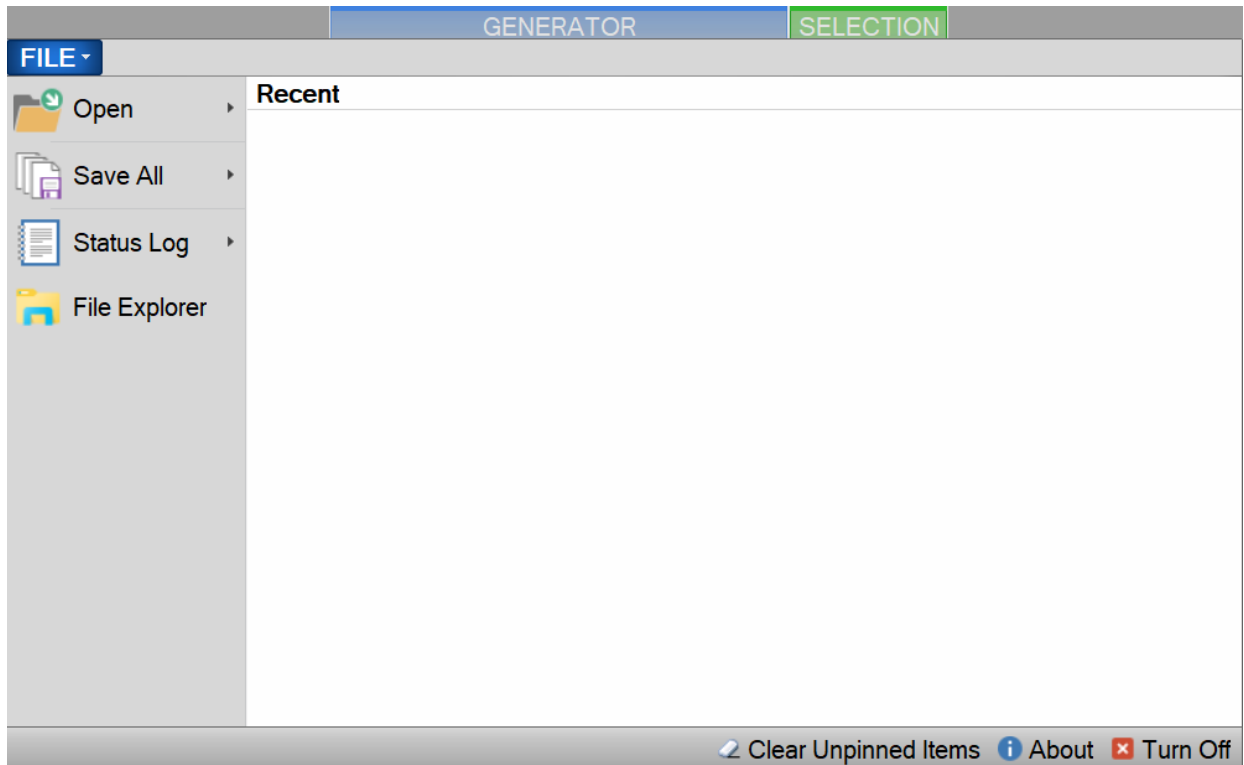 GENERATOR SELECTION
FILE
Open
Recent
Save All
Status Log
File Explorer
Clear Unpinned Items About Turn Off